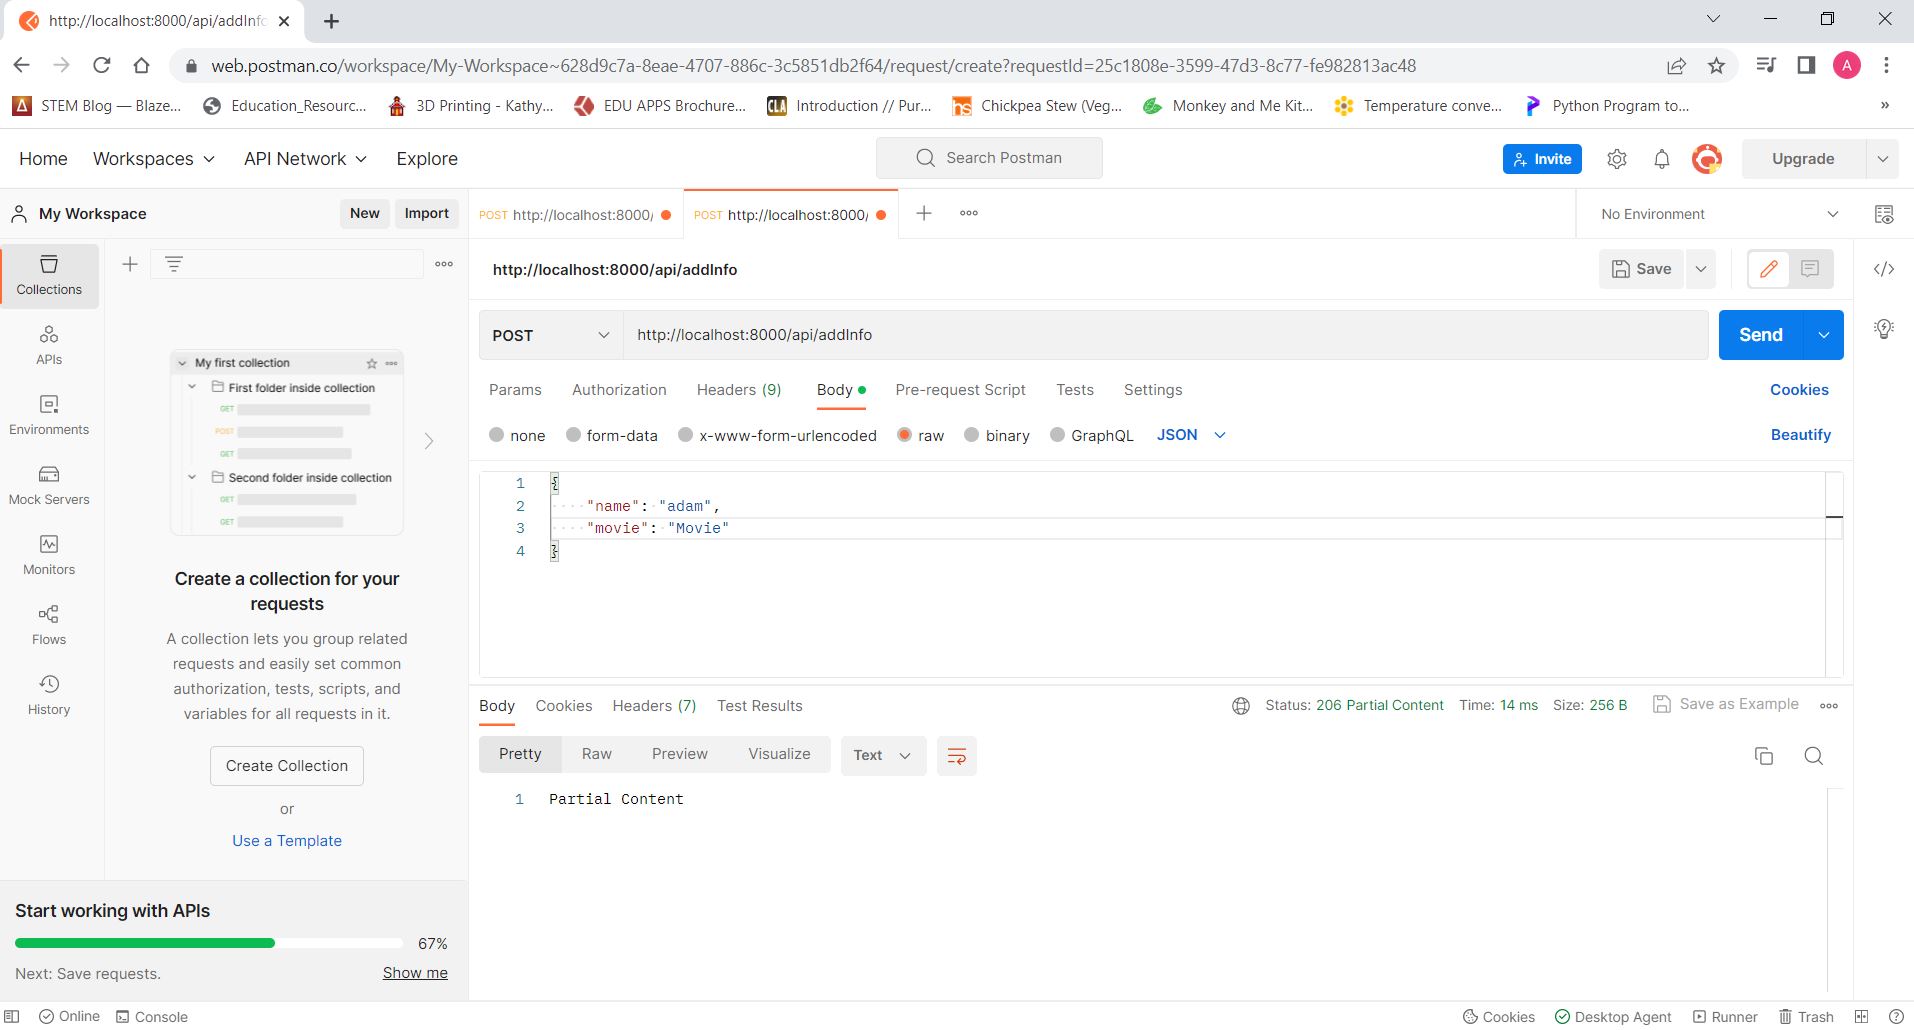 http://localhost:8000/api/addInfo
web.postman.co/workspace/My-Workspace~628d9c7a-8eae-4707-886c-3c5851db2f64/request/create?requestId=25c1808e-3599-47d3-8c77-fe982813ac48
A
STEM Blog — Blaze...
Education_Resourc...
3D Printing - Kathy...
EDU APPS Brochure...
CLA
Introduction // Pur...
hs
Chickpea Stew (Veg...
Monkey and Me Kit...
Temperature conve...
Python Program to...
»
Home
Workspaces
API Network
Explore
Search Postman
Invite
Upgrade
My Workspace
New
Import
POST http://localhost:8000/
POST http://localhost:8000/
No Environment
Collections
APIs
Environments
Mock Servers
Monitors
Flows
History
My first collection
First folder inside collection
GET
POST
GET
Second folder inside collection
GET
GET
Create a collection for your
requests
A collection lets you group related
requests and easily set common
authorization, tests, scripts, and
variables for all requests in it.
Create Collection
or
Use a Template
Start working with APIs
67%
Next: Save requests.
Show me
http://localhost:8000/api/addInfo
Save
</>
POST
http://localhost:8000/api/addInfo
Send
Params
Authorization
Headers (9)
Body
Pre-request Script
Tests
Settings
Cookies
none
form-data
x-www-form-urlencoded
raw
binary
GraphQL
JSON
Beautify
1 {
2 "name": "adam",
3 "movie": "Movie"
4 }
Body
Cookies
Headers (7)
Test Results
Status: 206 Partial Content
Time: 14 ms
Size: 256 B
Save as Example
Pretty
Raw
Preview
Visualize
Text
1 Partial Content
Online
Console
Cookies
Desktop Agent
Runner
Trash